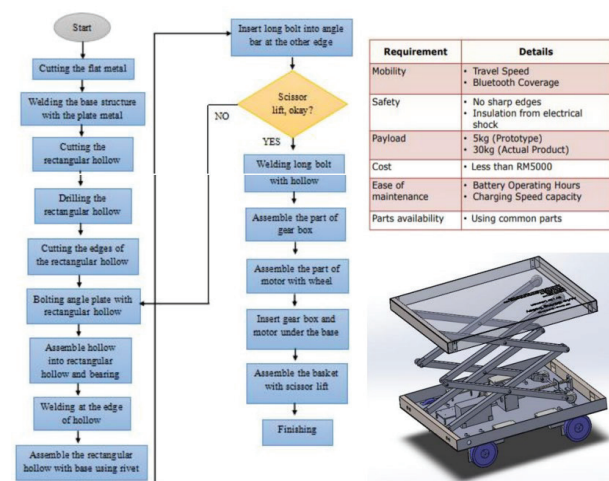 Start
Cutting the flat metal
Welding the base structure
with the plate metal
Cutting the
rectangular hollow
Drilling the
rectangular hollow
Cutting the edges of
the rectangular hollow
Bolting angle plate with
rectangular hollow
Assemble hollow
into rectangular
hollow and bearing
Welding at the edge
of hollow
Assemble the rectangular
hollow with base using rivet
Insert long bolt into angle
bar at the other edge
Scissor
lift, okay?
NO
YES
Welding long bolt
with hollow
Assemble the part of
gear box
Assemble the part of
motor with wheel
Insert gear box and
motor under the base
Assemble the basket
with scissor lift
Finishing
Requirement Details
Mobility • Travel Speed
• Bluetooth Coverage
Safety • No sharp edges
• Insulation from electrical
shock
Payload • 5kg (Prototype)
• 30kg (Actual Product)
Cost • Less than RM5000
Ease of • Battery Operating Hours
maintenance • Charging Speed capacity
Parts availability • Using common parts